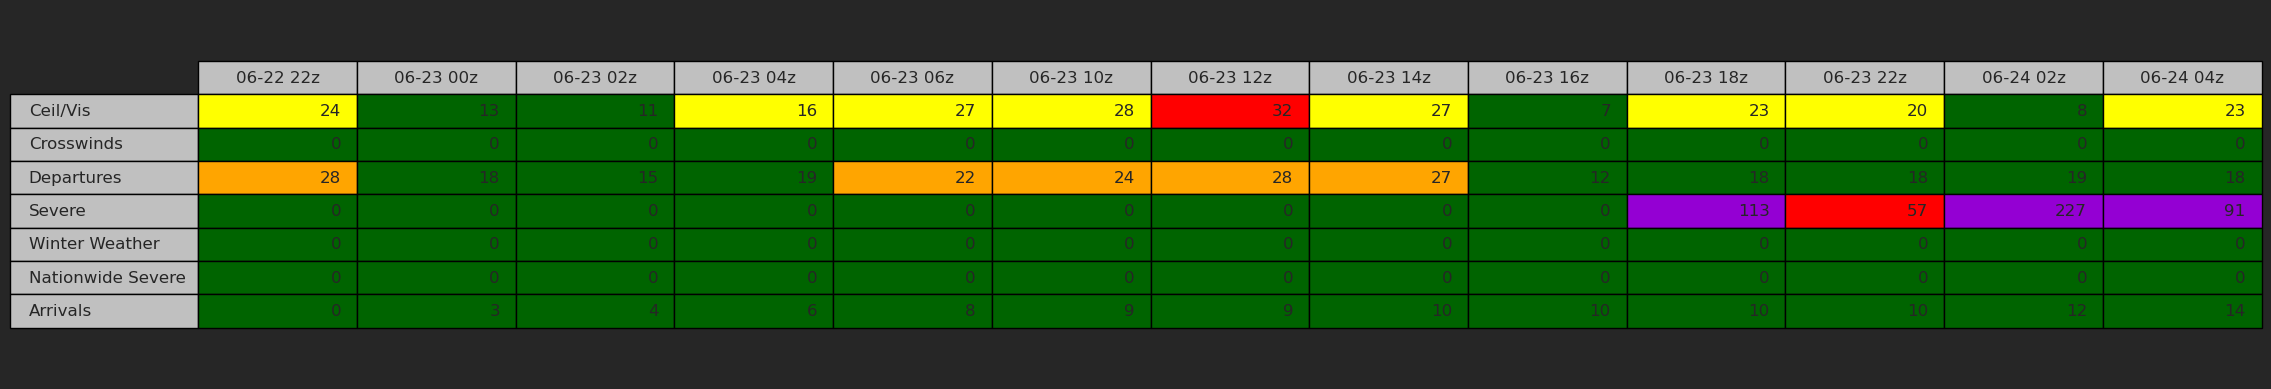 06-22 22z 06-23 00z 06-23 02z 06-23 04z 06-23 06z 06-23 10z 06-23 12z 06-23 14z 06-23 16z 06-23 18z 06-23 22z 06-24 02z 06-24 04z
Ceil/Vis 24 13 11 16 27 28 32 27 7 23 20 8 23
Crosswinds 0 0 0 0 0 0 0 0 0 0 0 0 0
Departures 28 18 15 19 22 24 28 27 12 18 18 19 18
Severe 0 0 0 0 0 0 0 0 0 113 57 227 91
Winter Weather 0 0 0 0 0 0 0 0 0 0 0 0 0
Nationwide Severe 0 0 0 0 0 0 0 0 0 0 0 0 0
Arrivals 0 3 4 6 8 9 9 10 10 10 10 12 14